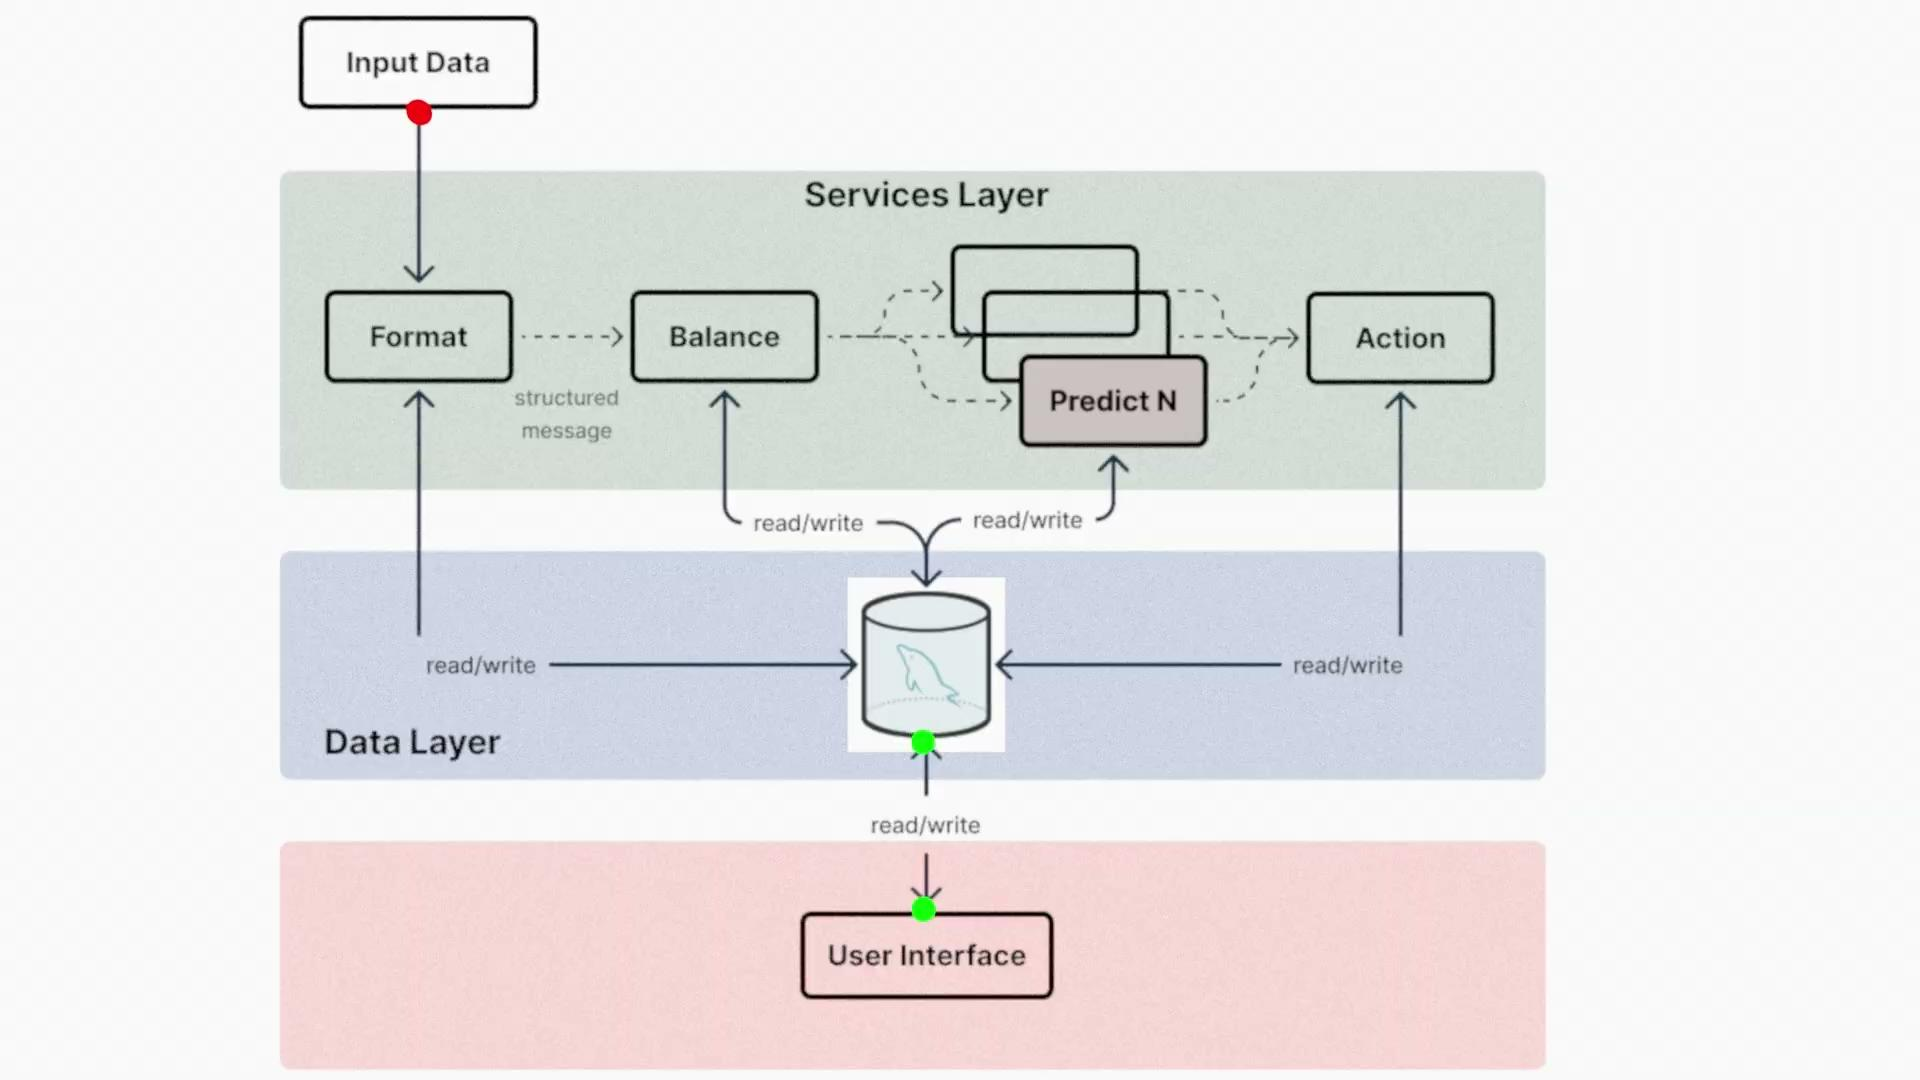 Input Data
Services Layer
Format
Balance
Predict N
Action
structured
message
read/write
read/write
read/write
read/write
Data Layer
read/write
User Interface